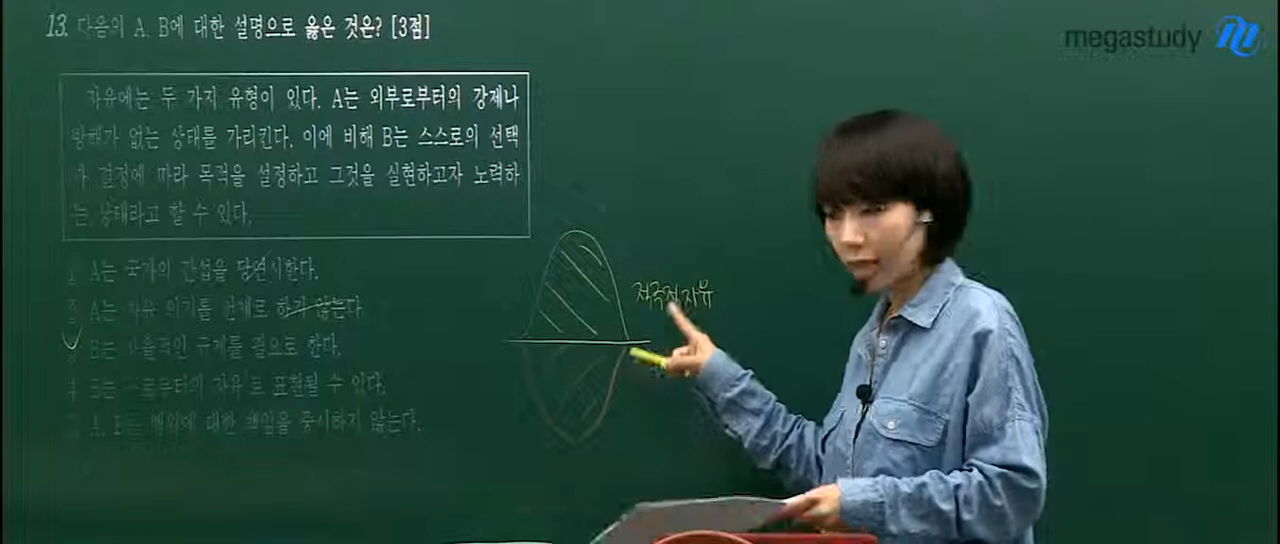 13. 다음의 A, B에 대한 설명으로 옳은 것은? [3점]
megastudy
자유에는 두 가지 유형이 있다. A는 외부로부터의 강제나
방해가 없는 상태를 가리킨다. 이에 비해 B는 스스로의 선택
과 결정에 따라 목적을 설정하고 그것을 실현하고자 노력하
는 상태라고 할 수 있다.
① A는 국가의 간섭을 당연시한다.
② A는 자유 의지를 전제로 하지 않는다
③ B는 자율적인 규제를 필요로 한다.
적극적 자유
④ B는 로부터의 자유'로 표현될 수 있다.
⑤ A, B는 행위에 대한 책임을 중시하지 않는다.